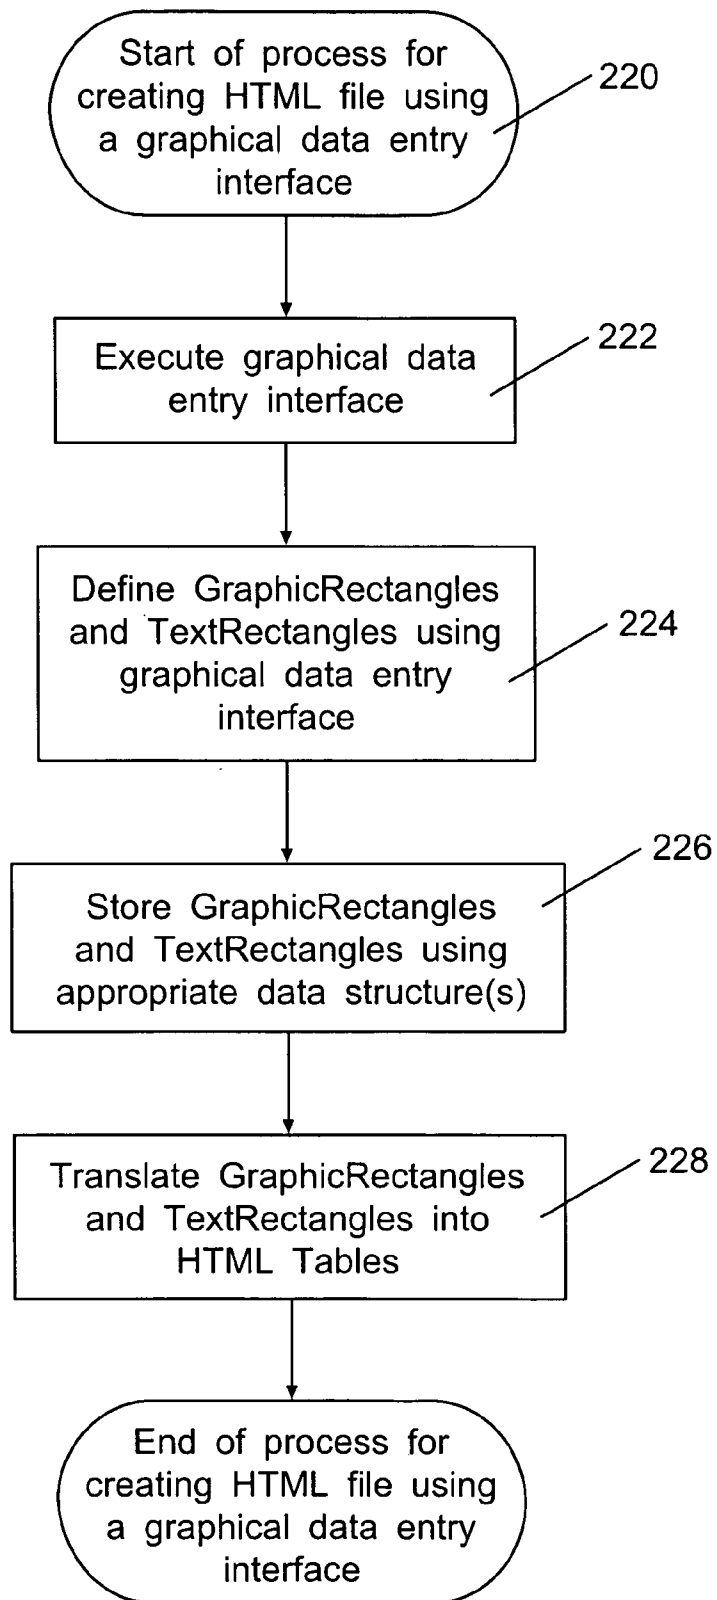 Start of process for
creating HTML file using
a graphical data entry
interface
220
Execute graphical data
entry interface
222
Define GraphicRectangles
and TextRectangles using
graphical data entry
interface
224
Store GraphicRectangles
and TextRectangles using
appropriate data structure(s)
226
Translate GraphicRectangles
and TextRectangles into
HTML Tables
228
End of process for
creating HTML file using
a graphical data entry
interface